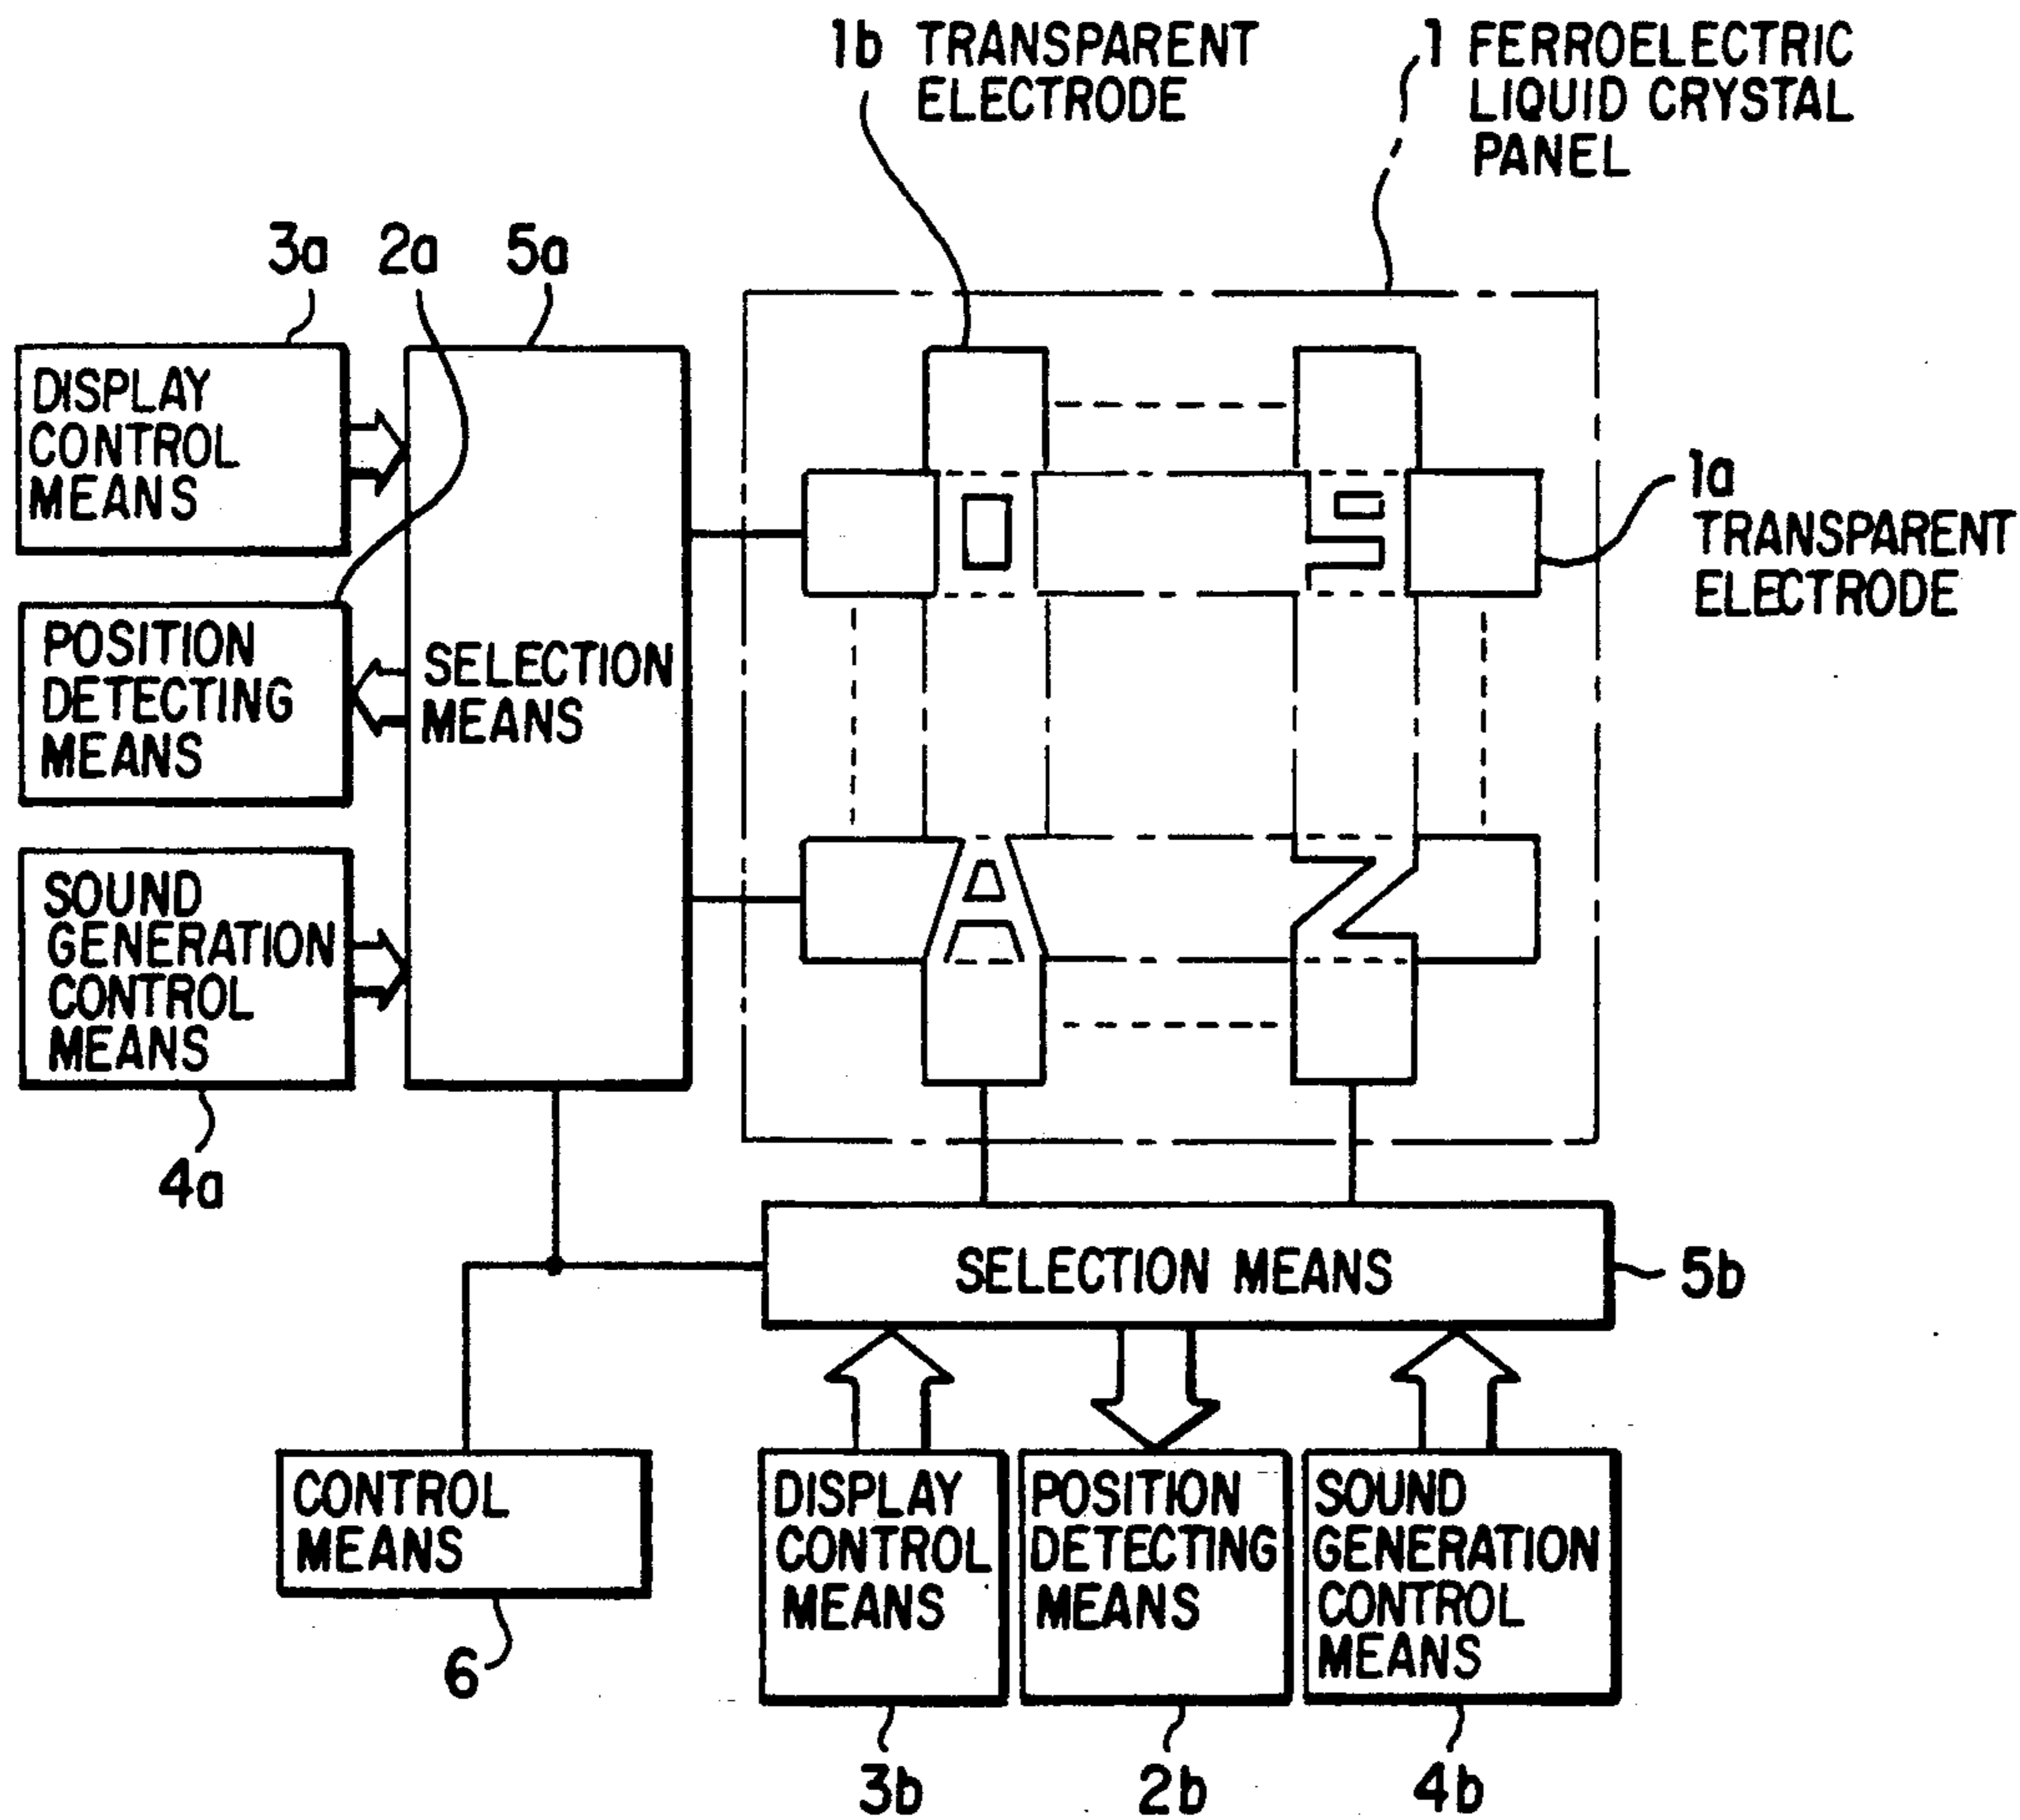 1b TRANSPARENT
ELECTRODE
1 FERROELECTRIC
LIQUID CRYSTAL
PANEL
3a
2a
5a
DISPLAY
CONTROL
MEANS
POSITION
DETECTING
MEANS
SOUND
GENERATION
CONTROL
MEANS
4a
SELECTION
MEANS
0
9
A
Z
1a
TRANSPARENT
ELECTRODE
SELECTION MEANS
5b
CONTROL
MEANS
6
DISPLAY
CONTROL
MEANS
3b
POSITION
DETECTING
MEANS
2b
SOUND
GENERATION
CONTROL
MEANS
4b